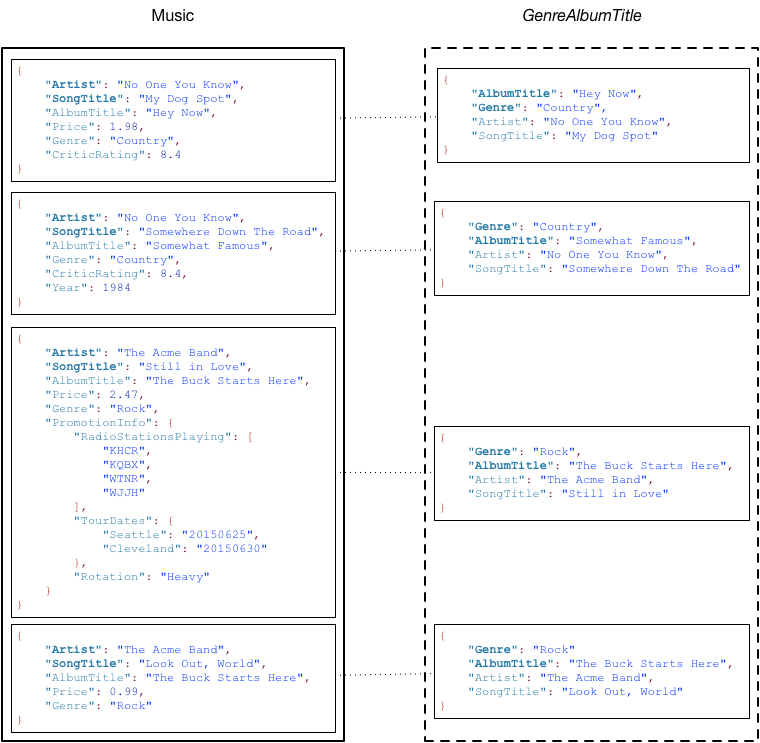 Music
{
"Artist": "No One You Know",
"SongTitle": "My Dog Spot",
"AlbumTitle": "Hey Now",
"Price": 1.98,
"Genre": "Country",
"CriticRating": 8.4
}
{
"Artist": "No One You Know",
"SongTitle": "Somewhere Down The Road",
"AlbumTitle": "Somewhat Famous",
"Genre": "Country",
"CriticRating": 8.4,
"Year": 1984
}
{
"Artist": "The Acme Band",
"SongTitle": "Still in Love",
"AlbumTitle": "The Buck Starts Here",
"Price": 2.47,
"Genre": "Rock",
"PromotionInfo": {
"RadioStationsPlaying": [
"KHCR",
"KQBX",
"WTNR",
"WJJH"
],
"TourDates": {
"Seattle": "20150625",
"Cleveland": "20150630"
},
"Rotation": "Heavy"
}
}
{
"Artist": "The Acme Band",
"SongTitle": "Look Out, World",
"AlbumTitle": "The Buck Starts Here",
"Price": 0.99,
"Genre": "Rock"
}
GenreAlbumTitle
{
"AlbumTitle": "Hey Now",
"Genre": "Country",
"Artist": "No One You Know",
"SongTitle": "My Dog Spot"
}
{
"Genre": "Country",
"AlbumTitle": "Somewhat Famous",
"Artist": "No One You Know",
"SongTitle": "Somewhere Down The Road"
}
{
"Genre": "Rock",
"AlbumTitle": "The Buck Starts Here",
"Artist": "The Acme Band",
"SongTitle": "Still in Love"
}
{
"Genre": "Rock"
"AlbumTitle": "The Buck Starts Here",
"Artist": "The Acme Band",
"SongTitle": "Look Out, World"
}